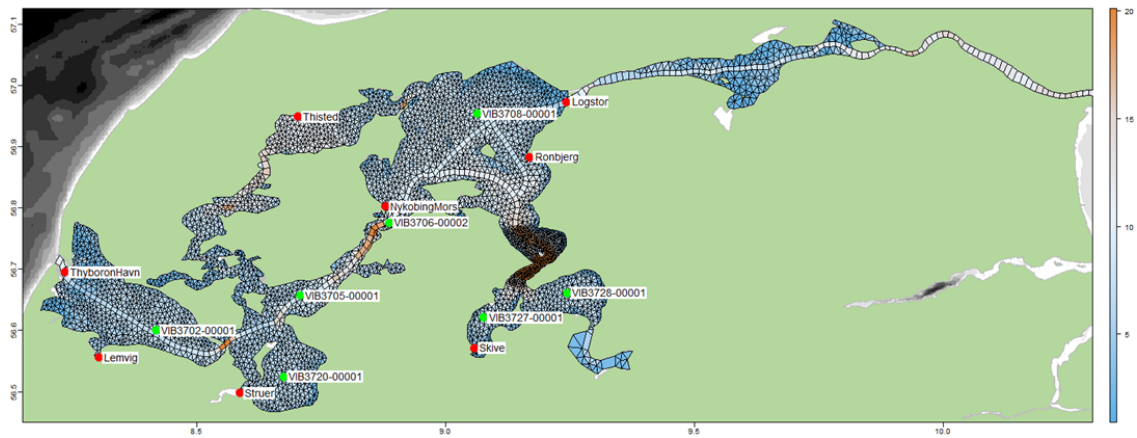 57.1
57.0
56.9
56.8
56.7
56.6
56.5
8.5
9.0
9.5
10.0
20
15
10
5
Thisted
VIB3708-00001
Logstor
Ronbjerg
NykobingMors
VIB3706-00002
ThyboronHavn
VIB3705-00001
VIB3728-00001
VIB3702-00001
VIB3727-00001
Lemvig
Skive
VIB3720-00001
Struer